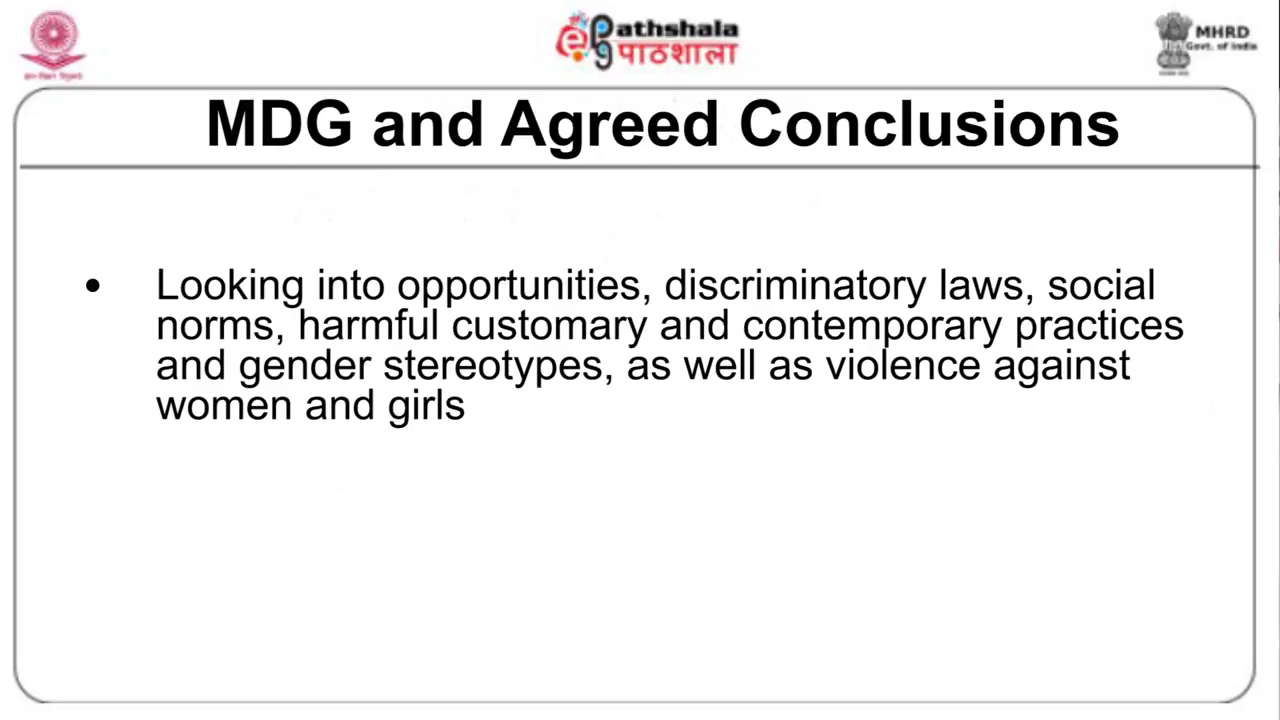 ePathshala
पाठशाला
MHRD
Govt. of India
MDG and Agreed Conclusions
• Looking into opportunities, discriminatory laws, social
norms, harmful customary and contemporary practices
and gender stereotypes, as well as violence against
women and girls